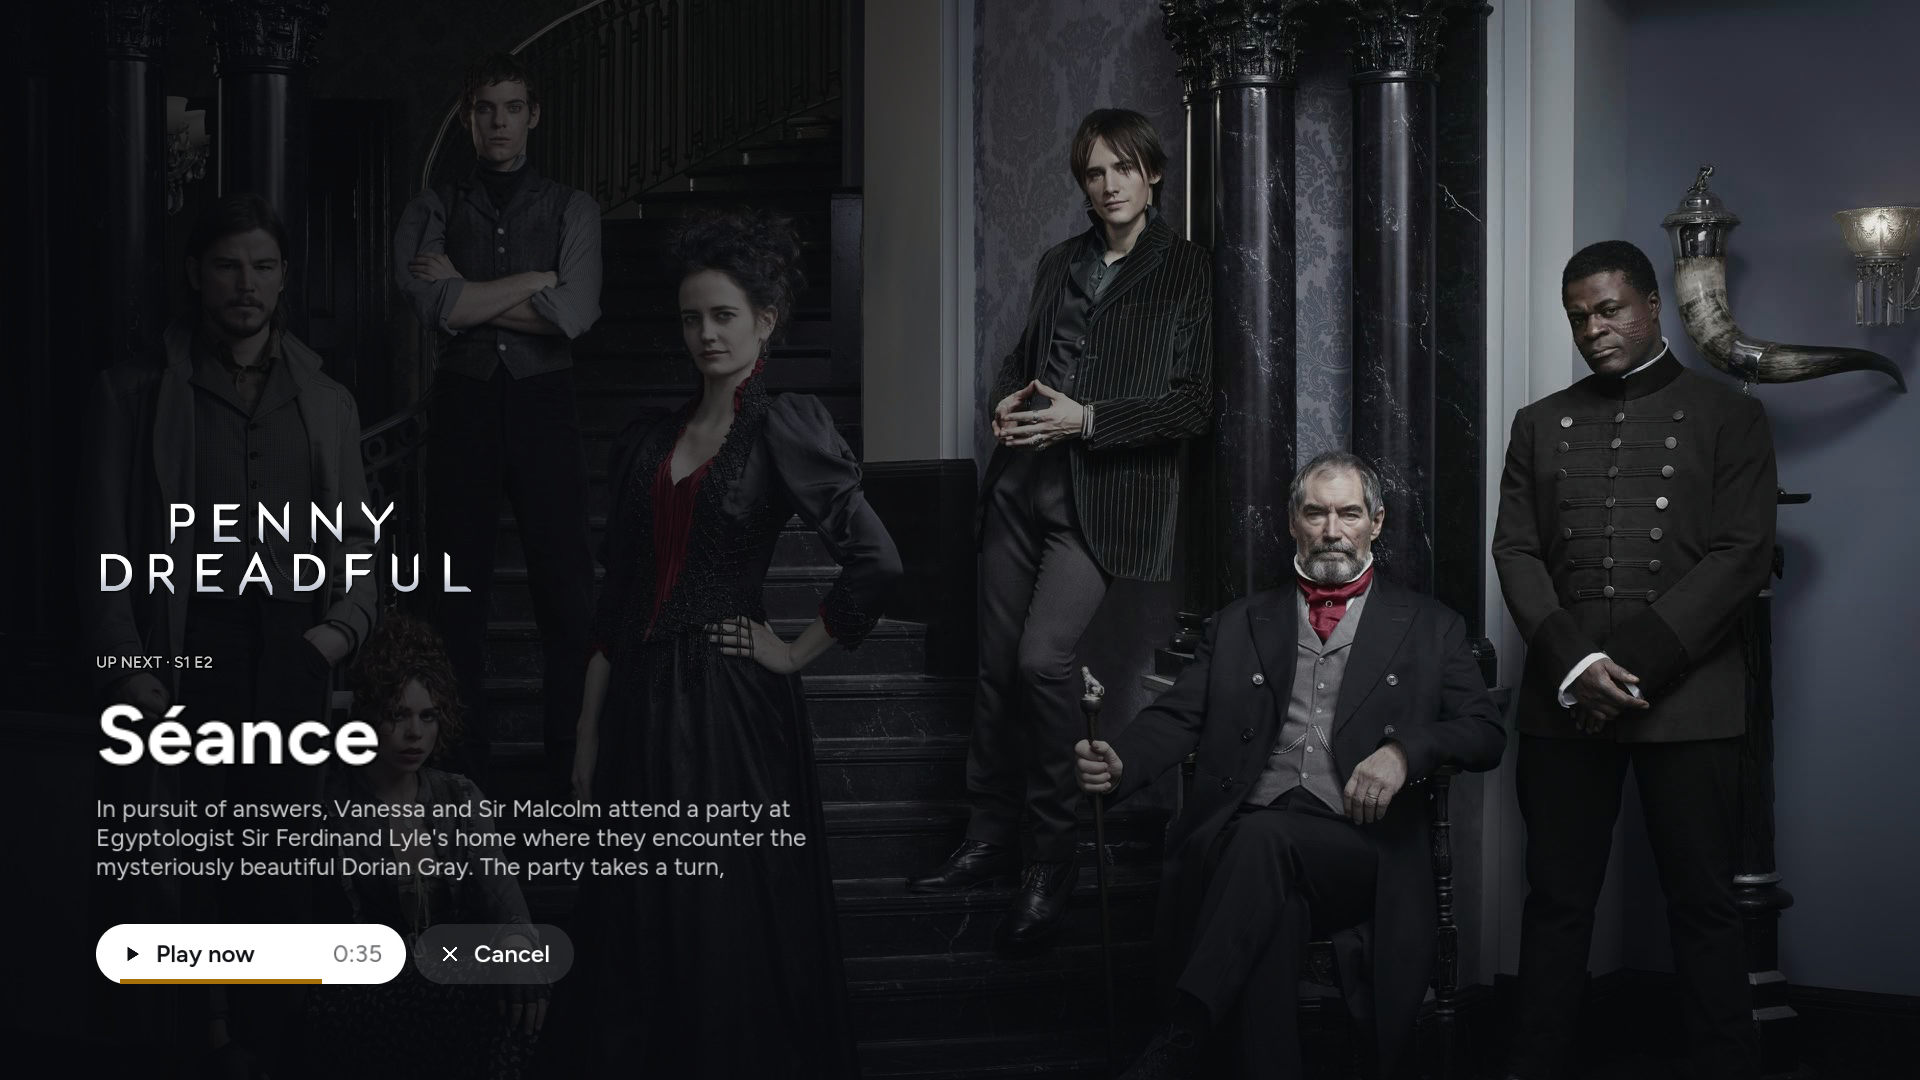 PENNY
DREADFUL
UP NEXT · S1 E2
Séance
In pursuit of answers, Vanessa and Sir Malcolm attend a party at
Egyptologist Sir Ferdinand Lyle's home where they encounter the
mysteriously beautiful Dorian Gray. The party takes a turn,
Play now 0:35 Cancel